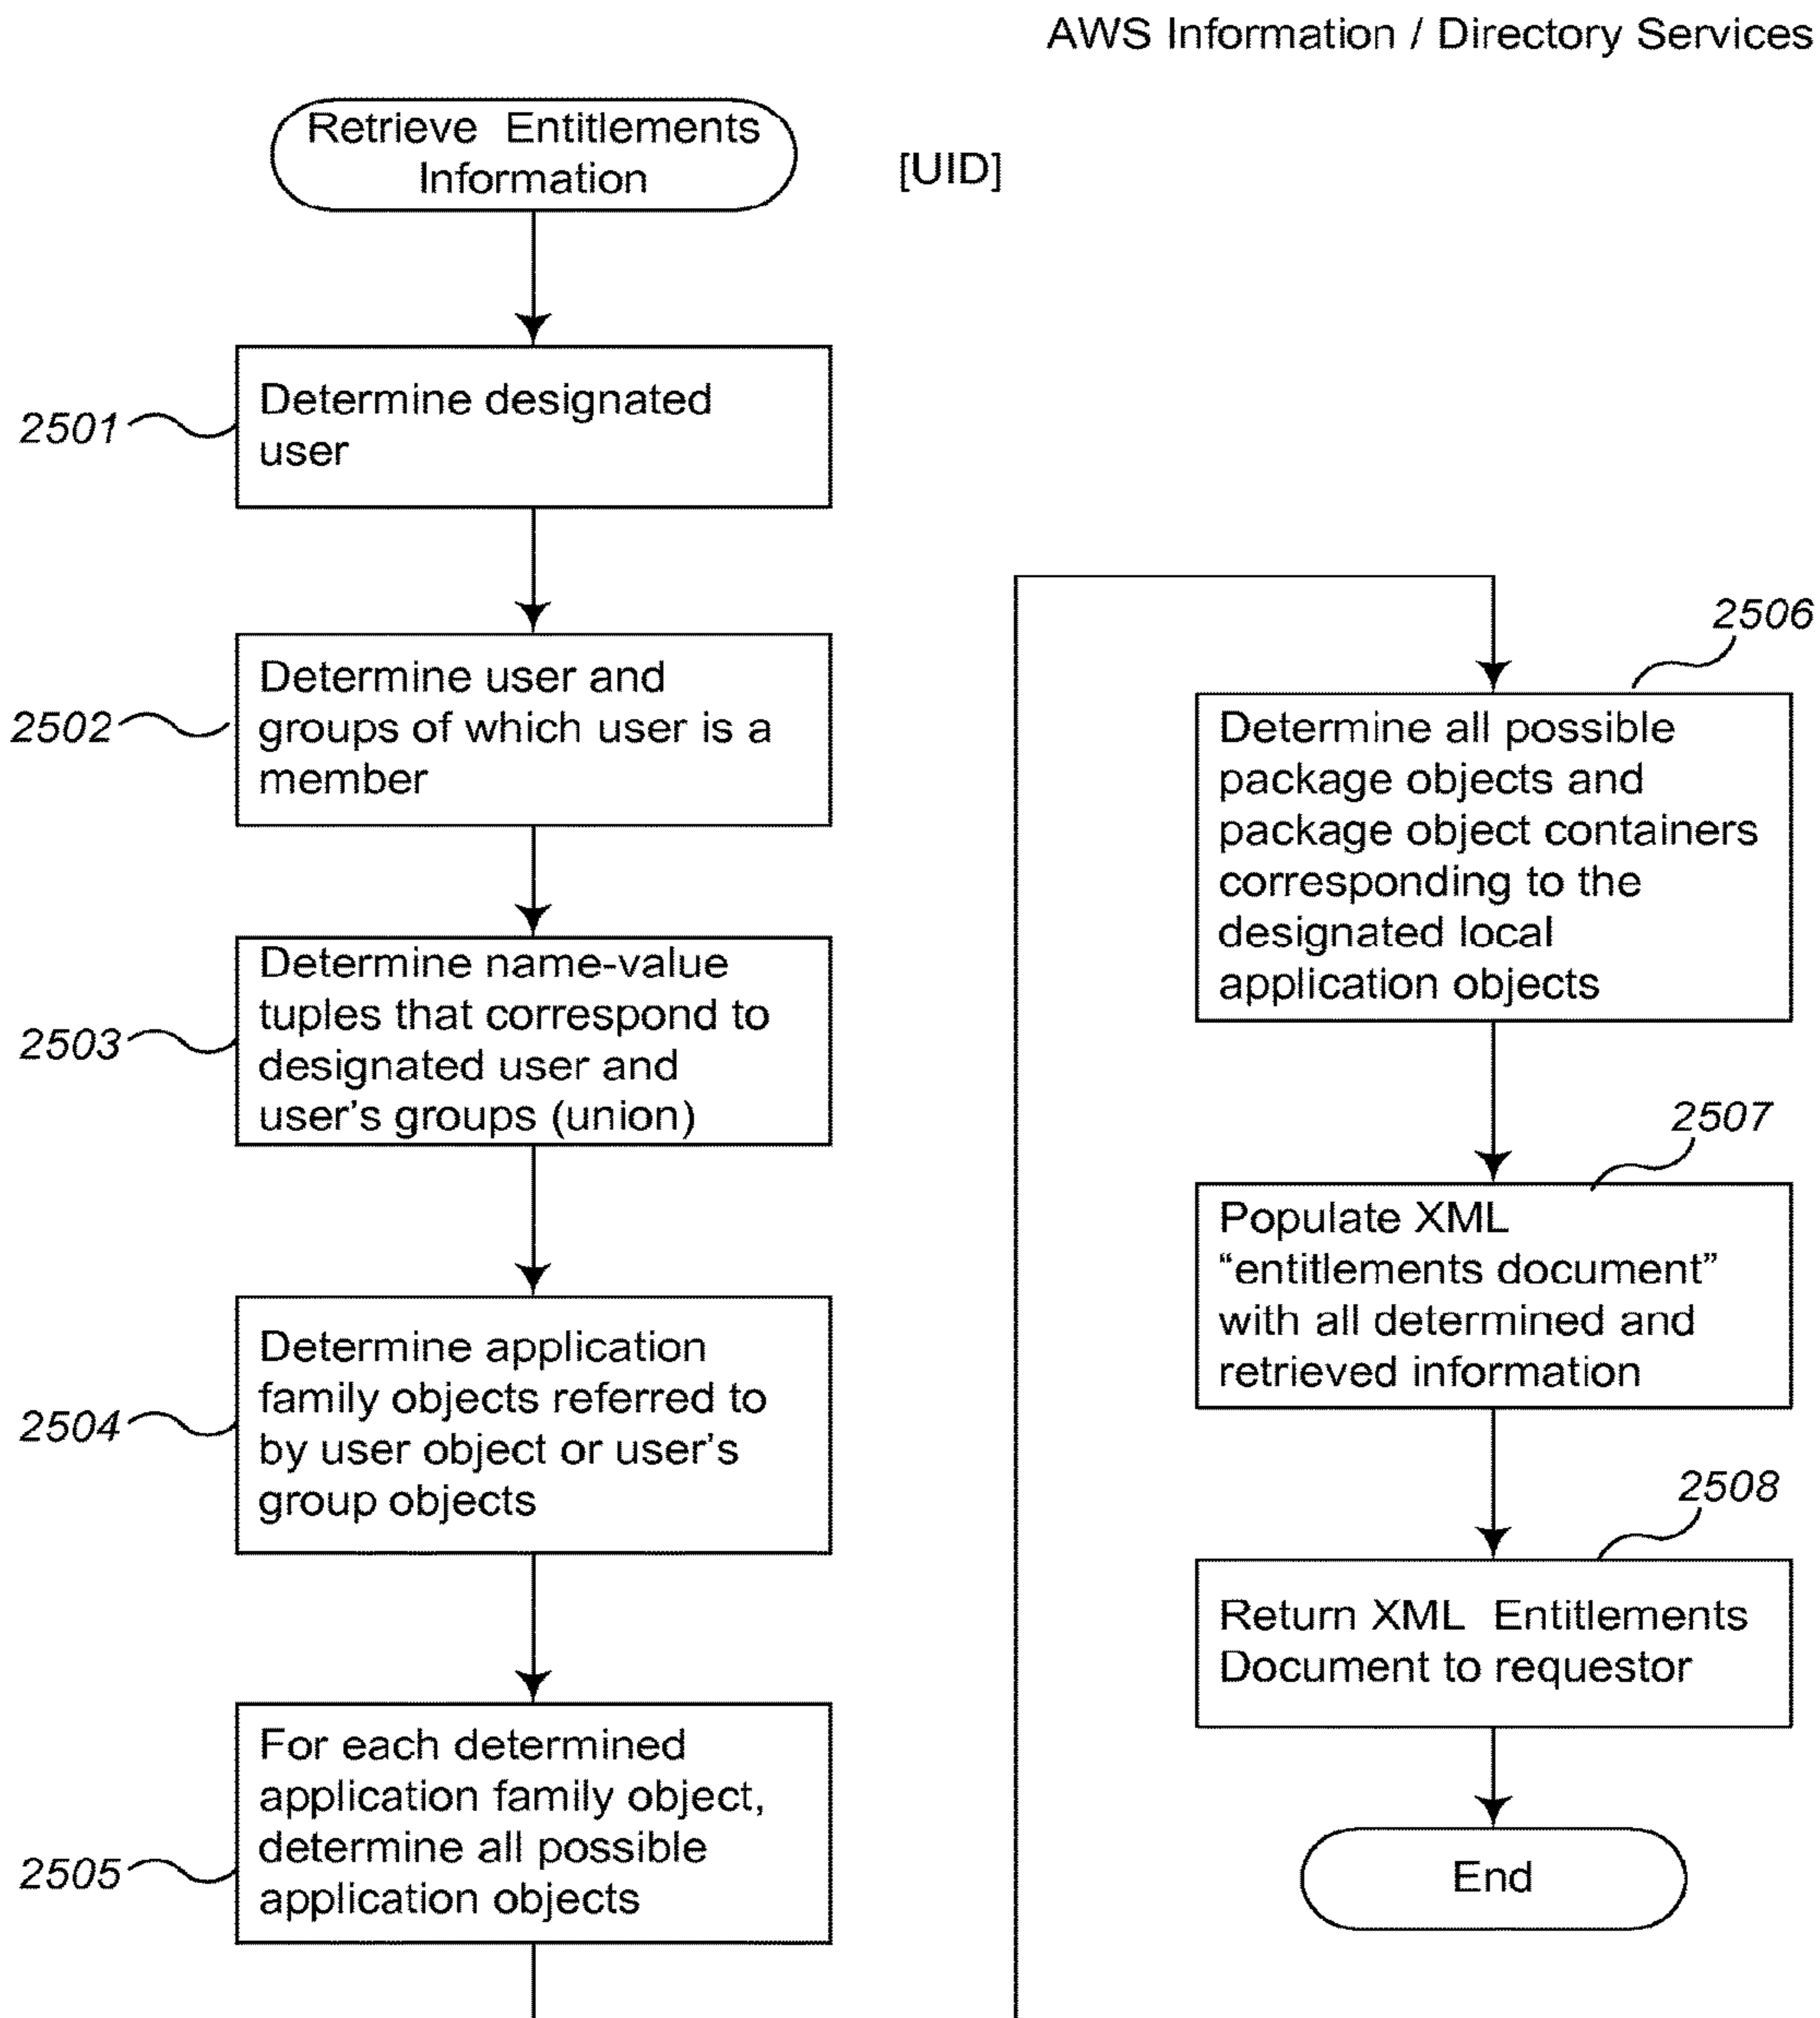 AWS Information / Directory Services
Retrieve Entitlements
Information
[UID]
2501
Determine designated
user
2502
Determine user and
groups of which user is a
member
2503
Determine name-value
tuples that correspond to
designated user and
user's groups (union)
2504
Determine application
family objects referred to
by user object or user's
group objects
2505
For each determined
application family object,
determine all possible
application objects
2506
Determine all possible
package objects and
package object containers
corresponding to the
designated local
application objects
2507
Populate XML
“entitlements document”
with all determined and
retrieved information
2508
Return XML Entitlements
Document to requestor
End